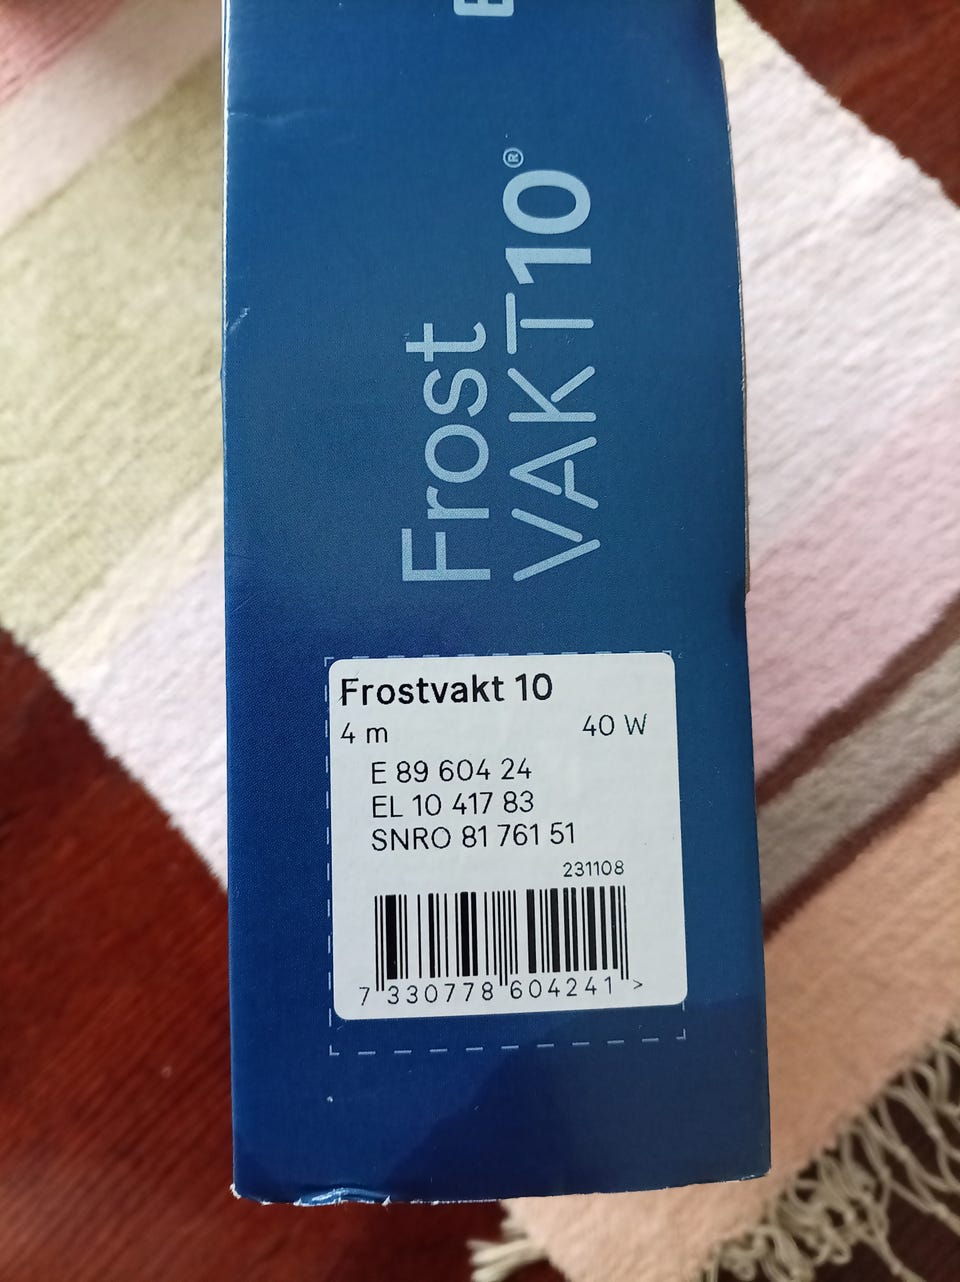 Frost
VAKT10®
Frostvakt 10
4 m 40 W
E 89 604 24
EL 10 417 83
SNRO 81 761 51
231108
7 330778 604241 >